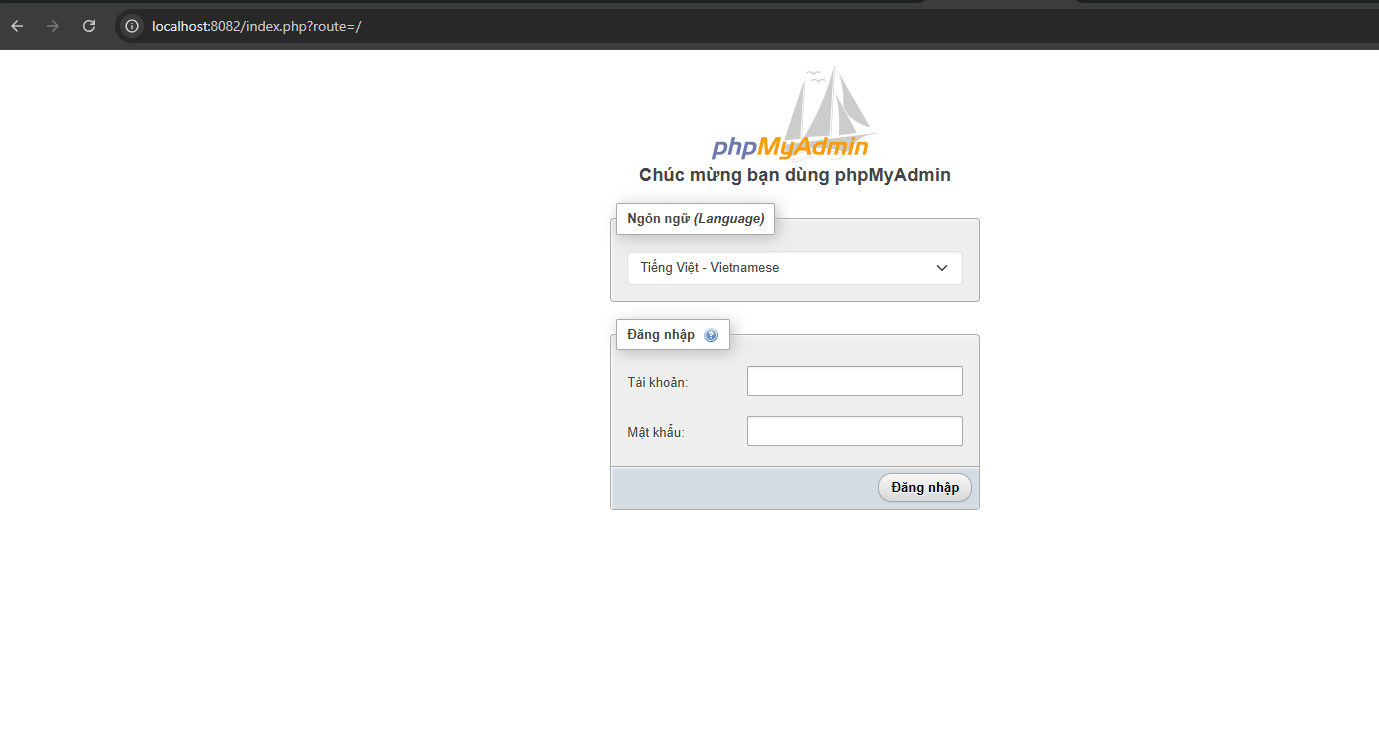 localhost:8082/index.php?route=/
phpMyAdmin
Chúc mừng bạn dùng phpMyAdmin
Ngôn ngữ (Language)
Tiếng Việt - Vietnamese
Đăng nhập
Tài khoản:
Mật khẩu:
Đăng nhập